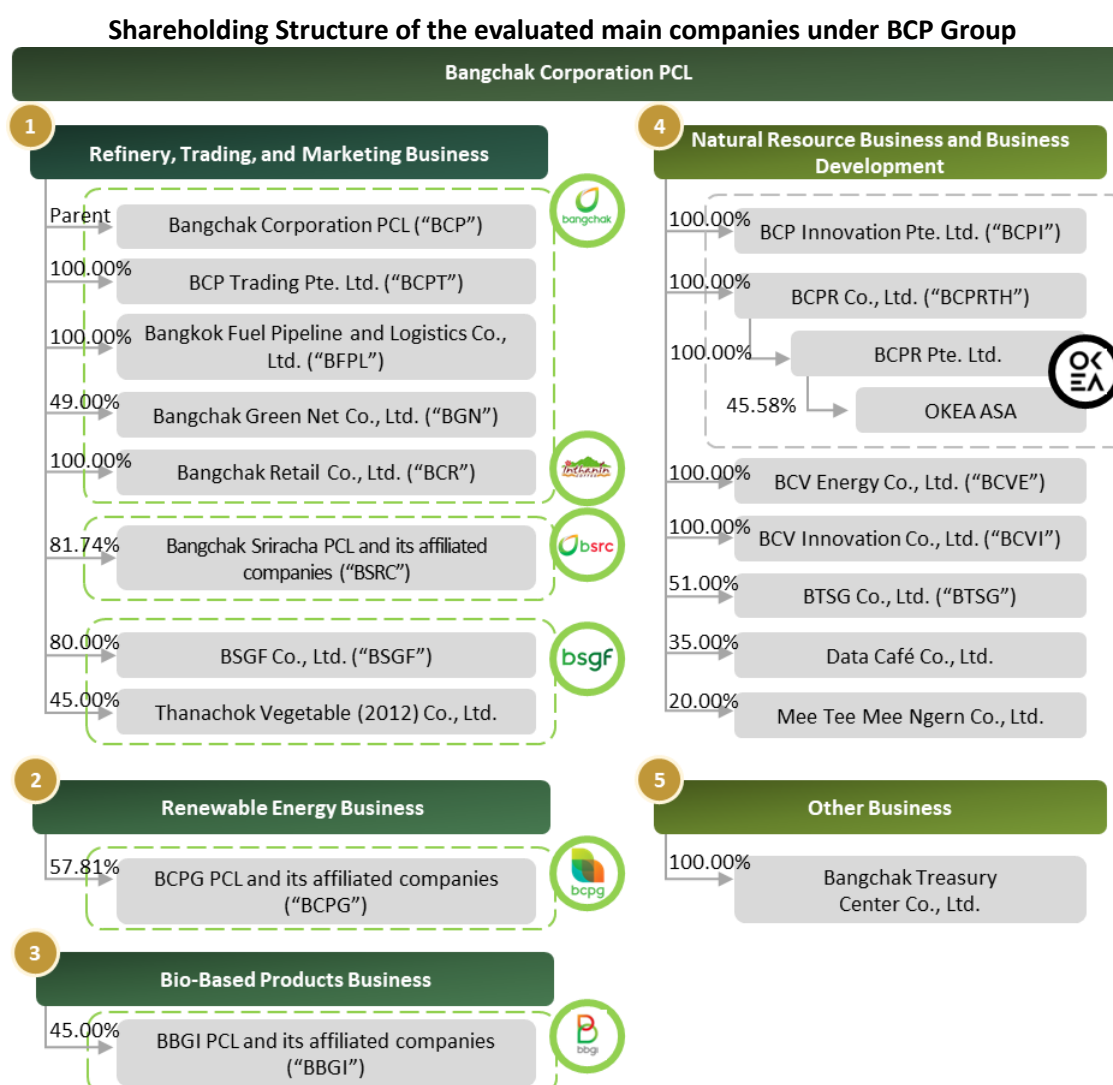 Shareholding Structure of the evaluated main companies under BCP Group
Bangchak Corporation PCL
1
Refinery, Trading, and Marketing Business
Parent
Bangchak Corporation PCL (“BCP”)
bangchak
100.00%
BCP Trading Pte. Ltd. (“BCPT”)
100.00%
Bangkok Fuel Pipeline and Logistics Co.,
Ltd. (“BFPL”)
49.00%
Bangchak Green Net Co., Ltd. (“BGN”)
100.00%
Bangchak Retail Co., Ltd. (“BCR”)
Inthanin
81.74%
Bangchak Sriracha PCL and its affiliated
companies (“BSRC”)
bsrc
80.00%
BSGF Co., Ltd. (“BSGF”)
bsgf
45.00%
Thanachok Vegetable (2012) Co., Ltd.
2
Renewable Energy Business
57.81%
BCPG PCL and its affiliated companies
(“BCPG”)
bcpg
3
Bio-Based Products Business
45.00%
BBGI PCL and its affiliated companies
(“BBGI”)
bbgi
4
Natural Resource Business and Business
Development
100.00%
BCP Innovation Pte. Ltd. (“BCPI”)
100.00%
BCPR Co., Ltd. (“BCPRTH”)
100.00%
BCPR Pte. Ltd.
OKEA
45.58%
OKEA ASA
100.00%
BCV Energy Co., Ltd. (“BCVE”)
100.00%
BCV Innovation Co., Ltd. (“BCVI”)
51.00%
BTSG Co., Ltd. (“BTSG”)
35.00%
Data Café Co., Ltd.
20.00%
Mee Tee Mee Ngern Co., Ltd.
5
Other Business
100.00%
Bangchak Treasury
Center Co., Ltd.